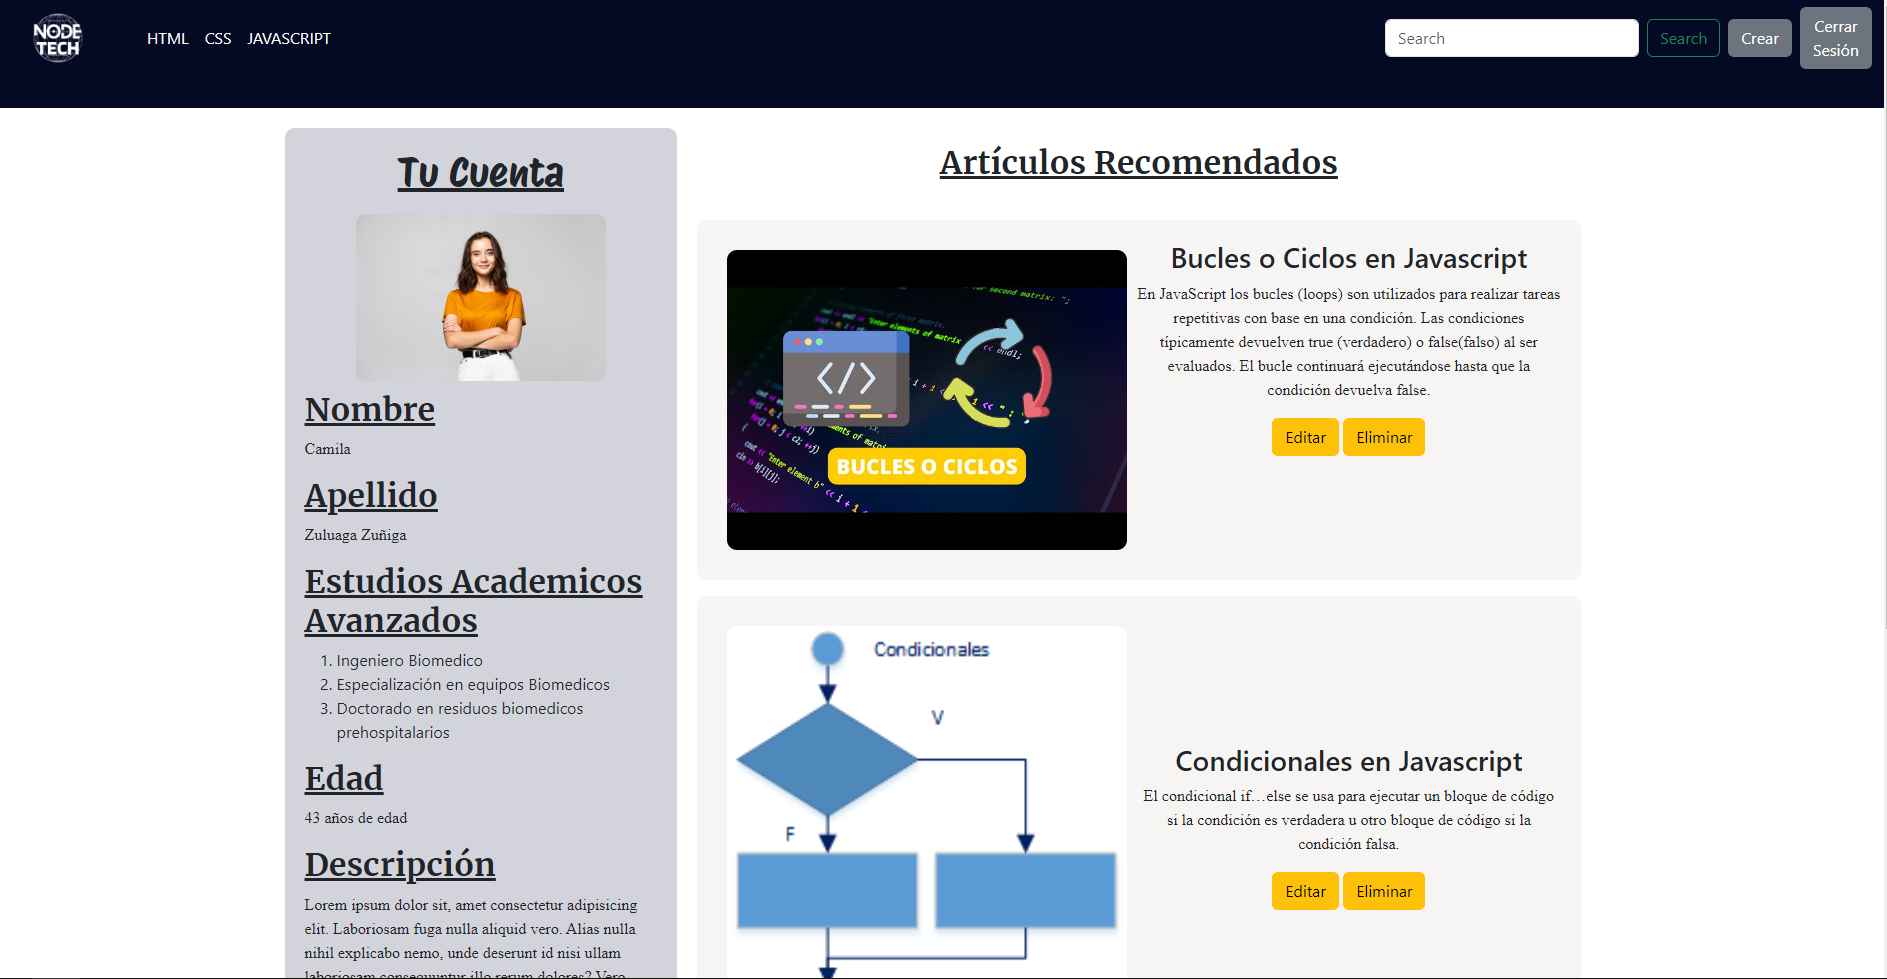 NODE
TECH
HTML CSS JAVASCRIPT
Search
Search
Crear
Cerrar
Sesión
Tu Cuenta
Nombre
Camila
Apellido
Zuluaga Zuñiga
Estudios Academicos
Avanzados
1. Ingeniero Biomedico
2. Especialización en equipos Biomedicos
3. Doctorado en residuos biomedicos
prehospitalarios
Edad
43 años de edad
Descripción
Lorem ipsum dolor sit, amet consectetur adipisicing
elit. Laboriosam fuga nulla aliquid vero. Alias nulla
nihil explicabo nemo, unde deserunt id nisi ullam
laboriosam consequuntur illo rerum dolores? Vero
Artículos Recomendados
BUCLES O CICLOS
Bucles o Ciclos en Javascript
En JavaScript los bucles (loops) son utilizados para realizar tareas
repetitivas con base en una condición. Las condiciones
típicamente devuelven true (verdadero) o false(falso) al ser
evaluados. El bucle continuará ejecutándose hasta que la
condición devuelva false.
Editar Eliminar
Condicionales
V
F
Condicionales en Javascript
El condicional if…else se usa para ejecutar un bloque de código
si la condición es verdadera u otro bloque de código si la
condición falsa.
Editar Eliminar